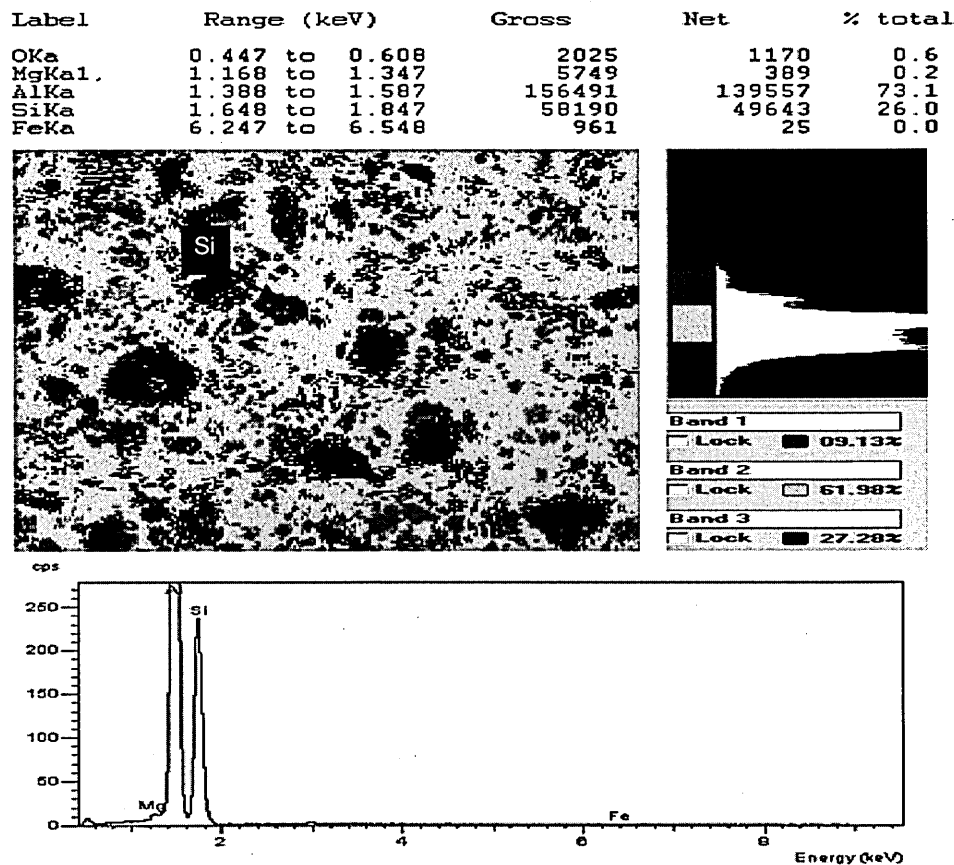 Label Range (keV) Gross Net % total
OKa 0.447 to 0.608 2025 1170 0.6
MgKa1, 1.168 to 1.347 5749 389 0.2
AlKa 1.388 to 1.587 156491 139557 73.1
SiKa 1.648 to 1.847 58190 49643 26.0
FeKa 6.247 to 6.548 961 25 0.0
Si
Band 1
Lock 09.13%
Band 2
Lock 61.98%
Band 3
Lock 27.28%
cps
250
200
150
100
50
0
Si
Mg
Fe
2 4 6 8
Energy (keV)